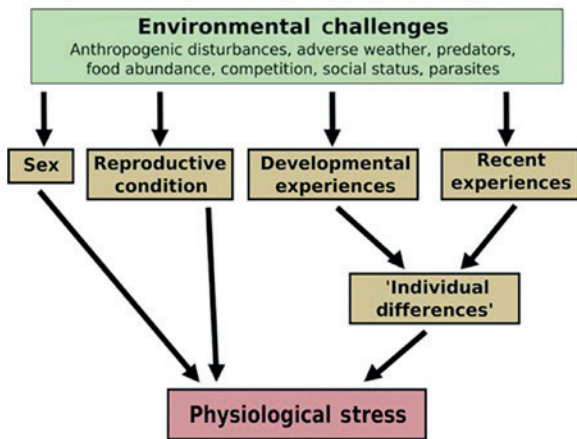 Environmental challenges
Anthropogenic disturbances, adverse weather, predators,
food abundance, competition, social status, parasites
Sex
Reproductive
condition
Developmental
experiences
Recent
experiences
'Individual
differences'
Physiological stress